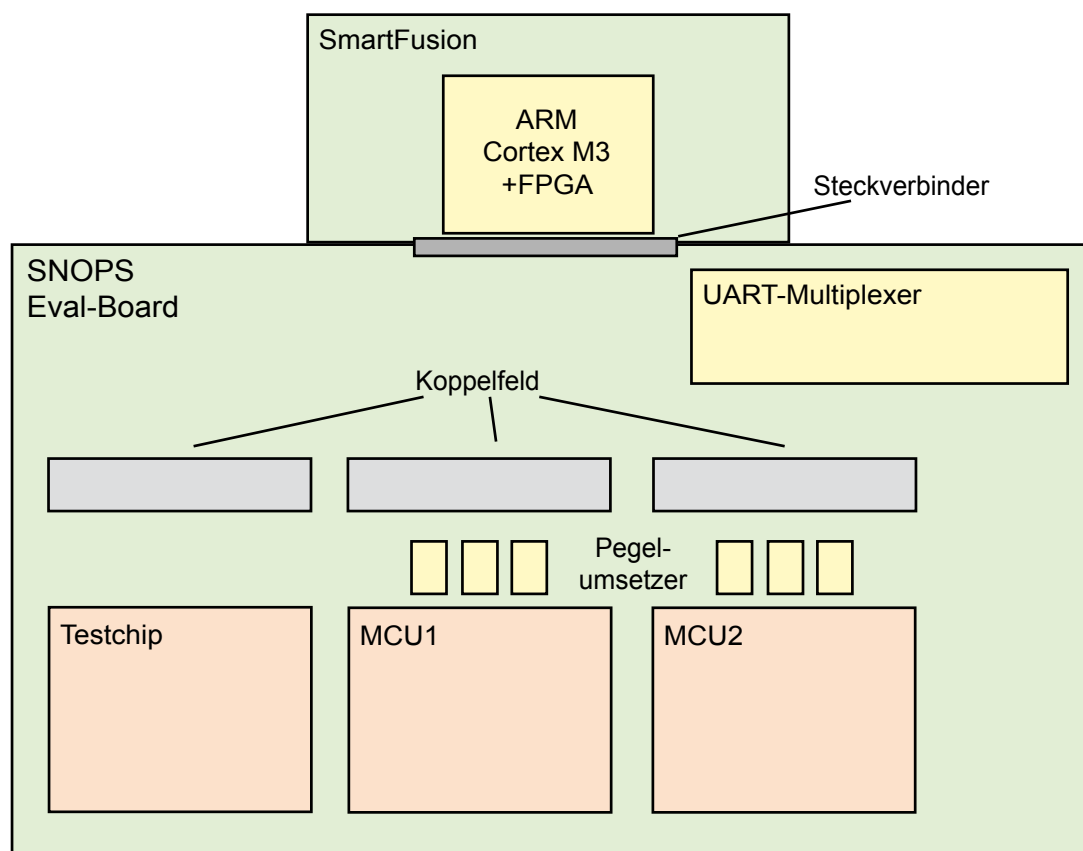 SmartFusion
ARM
Cortex M3
+FPGA
Steckverbinder
SNOPS
Eval-Board
UART-Multiplexer
Koppelfeld
Pegel-
umsetzer
Testchip
MCU1
MCU2